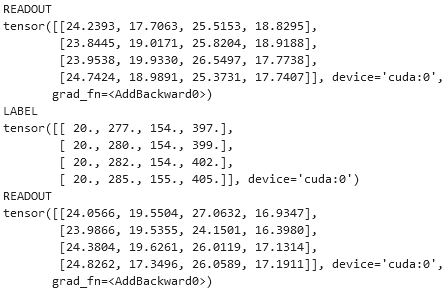 READOUT
tensor([[24.2393, 17.7063, 25.5153, 18.8295],
[23.8445, 19.0171, 25.8204, 18.9188],
[23.9538, 19.9330, 26.5497, 17.7738],
[24.7424, 18.9891, 25.3731, 17.7407]], device='cuda:0',
grad_fn=<AddBackward0>)
LABEL
tensor([[ 20., 277., 154., 397.],
[ 20., 280., 154., 399.],
[ 20., 282., 154., 402.],
[ 20., 285., 155., 405.]], device='cuda:0')
READOUT
tensor([[24.0566, 19.5504, 27.0632, 16.9347],
[23.9866, 19.5355, 24.1501, 16.3980],
[24.3804, 19.6261, 26.0119, 17.1314],
[24.8262, 17.3496, 26.0589, 17.1911]], device='cuda:0',
grad_fn=<AddBackward0>)